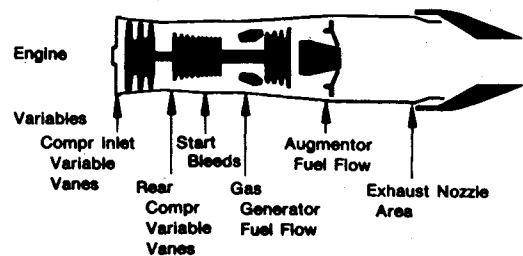 Engine
Variables
Compr Inlet
Variable
Vanes
Rear
Compr
Variable
Vanes
Start
Bleeds
Gas
Generator
Fuel Flow
Augmentor
Fuel Flow
Exhaust Nozzle
Area